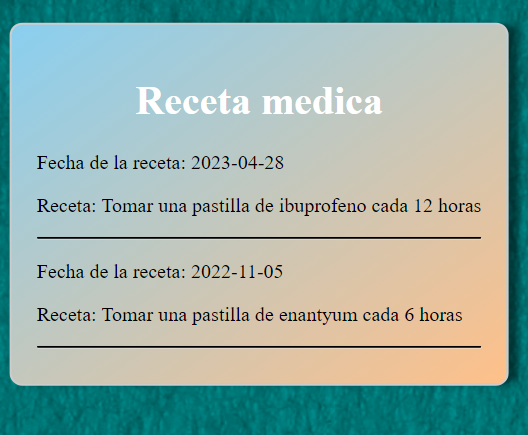 Receta medica
Fecha de la receta: 2023-04-28
Receta: Tomar una pastilla de ibuprofeno cada 12 horas
Fecha de la receta: 2022-11-05
Receta: Tomar una pastilla de enantyum cada 6 horas